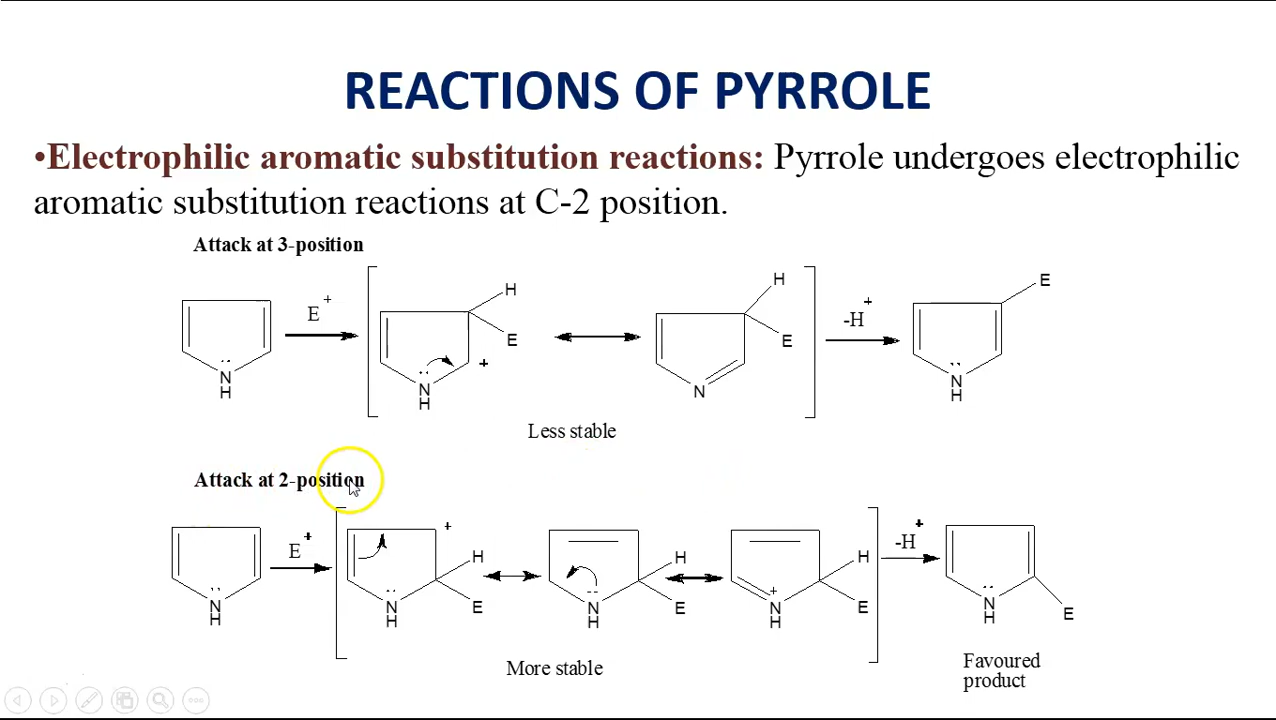 REACTIONS OF PYRROLE
•Electrophilic aromatic substitution reactions: Pyrrole undergoes electrophilic
aromatic substitution reactions at C-2 position.
Attack at 3-position
E+
H
E
+
N
H
N
H
H
E
N
-H+
E
N
H
Less stable
Attack at 2-position
E+
+
H
E
N
H
N
H
H
E
N
H
H
E
+
N
H
-H+
E
N
H
More stable
Favoured
product